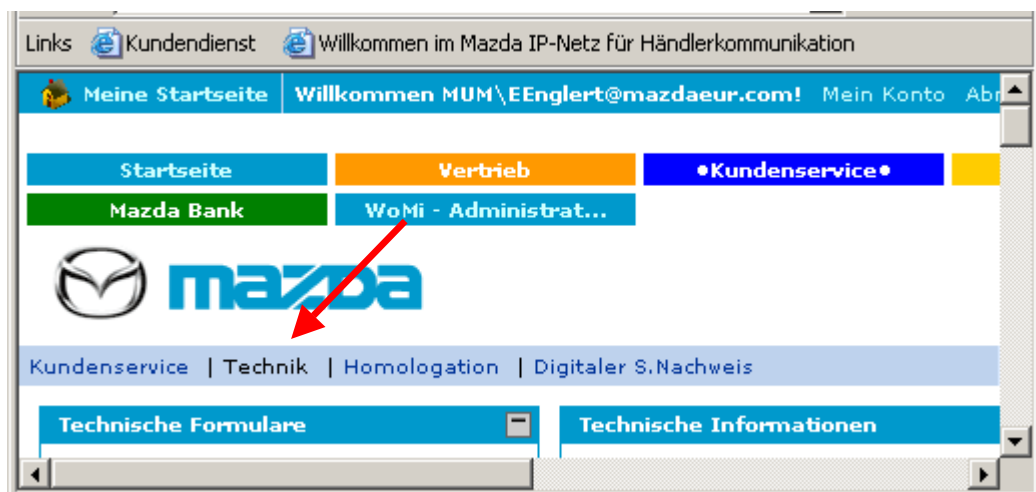 Links Kundendienst Willkommen im Mazda IP-Netz für Händlerkommunikation
Meine Startseite Willkommen MUM\EEnglert@mazdaeur.com! Mein Konto
Startseite Vertrieb •Kundenservice•
Mazda Bank WoMi - Administrat...
mazda
Kundenservice | Technik | Homologation | Digitaler S.Nachweis
Technische Formulare Technische Informationen